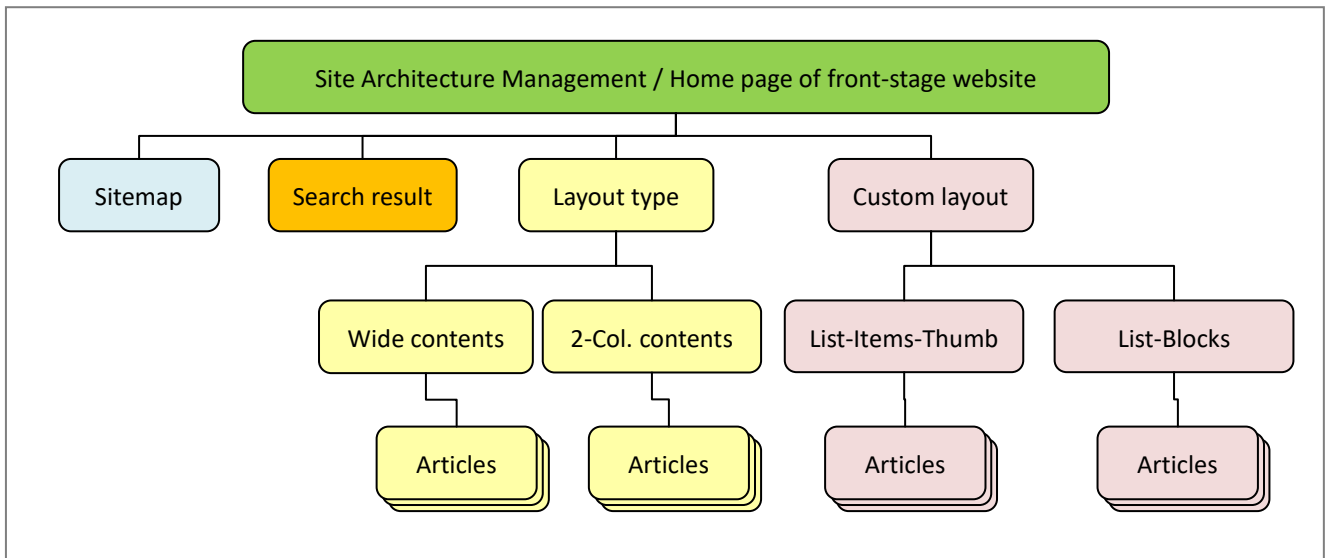 Site Architecture Management / Home page of front-stage website
Sitemap
Search result
Layout type
Custom layout
Wide contents
2-Col. contents
List-Items-Thumb
List-Blocks
Articles
Articles
Articles
Articles